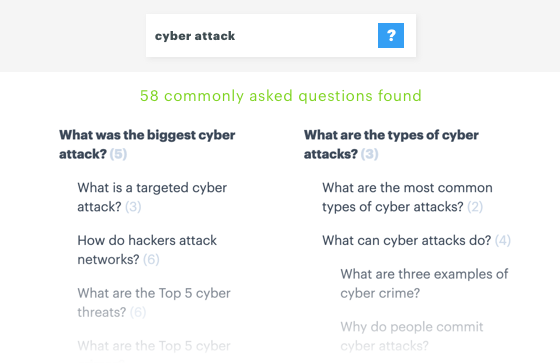 cyber attack
?
58 commonly asked questions found
What was the biggest cyber
attack? (5)
What is a targeted cyber
attack? (3)
How do hackers attack
networks? (6)
What are the Top 5 cyber
threats? (6)
What are the Top 5 cyber
What are the types of cyber
attacks? (3)
What are the most common
types of cyber attacks? (2)
What can cyber attacks do? (4)
What are three examples of
cyber crime?
Why do people commit
cyber attacks?